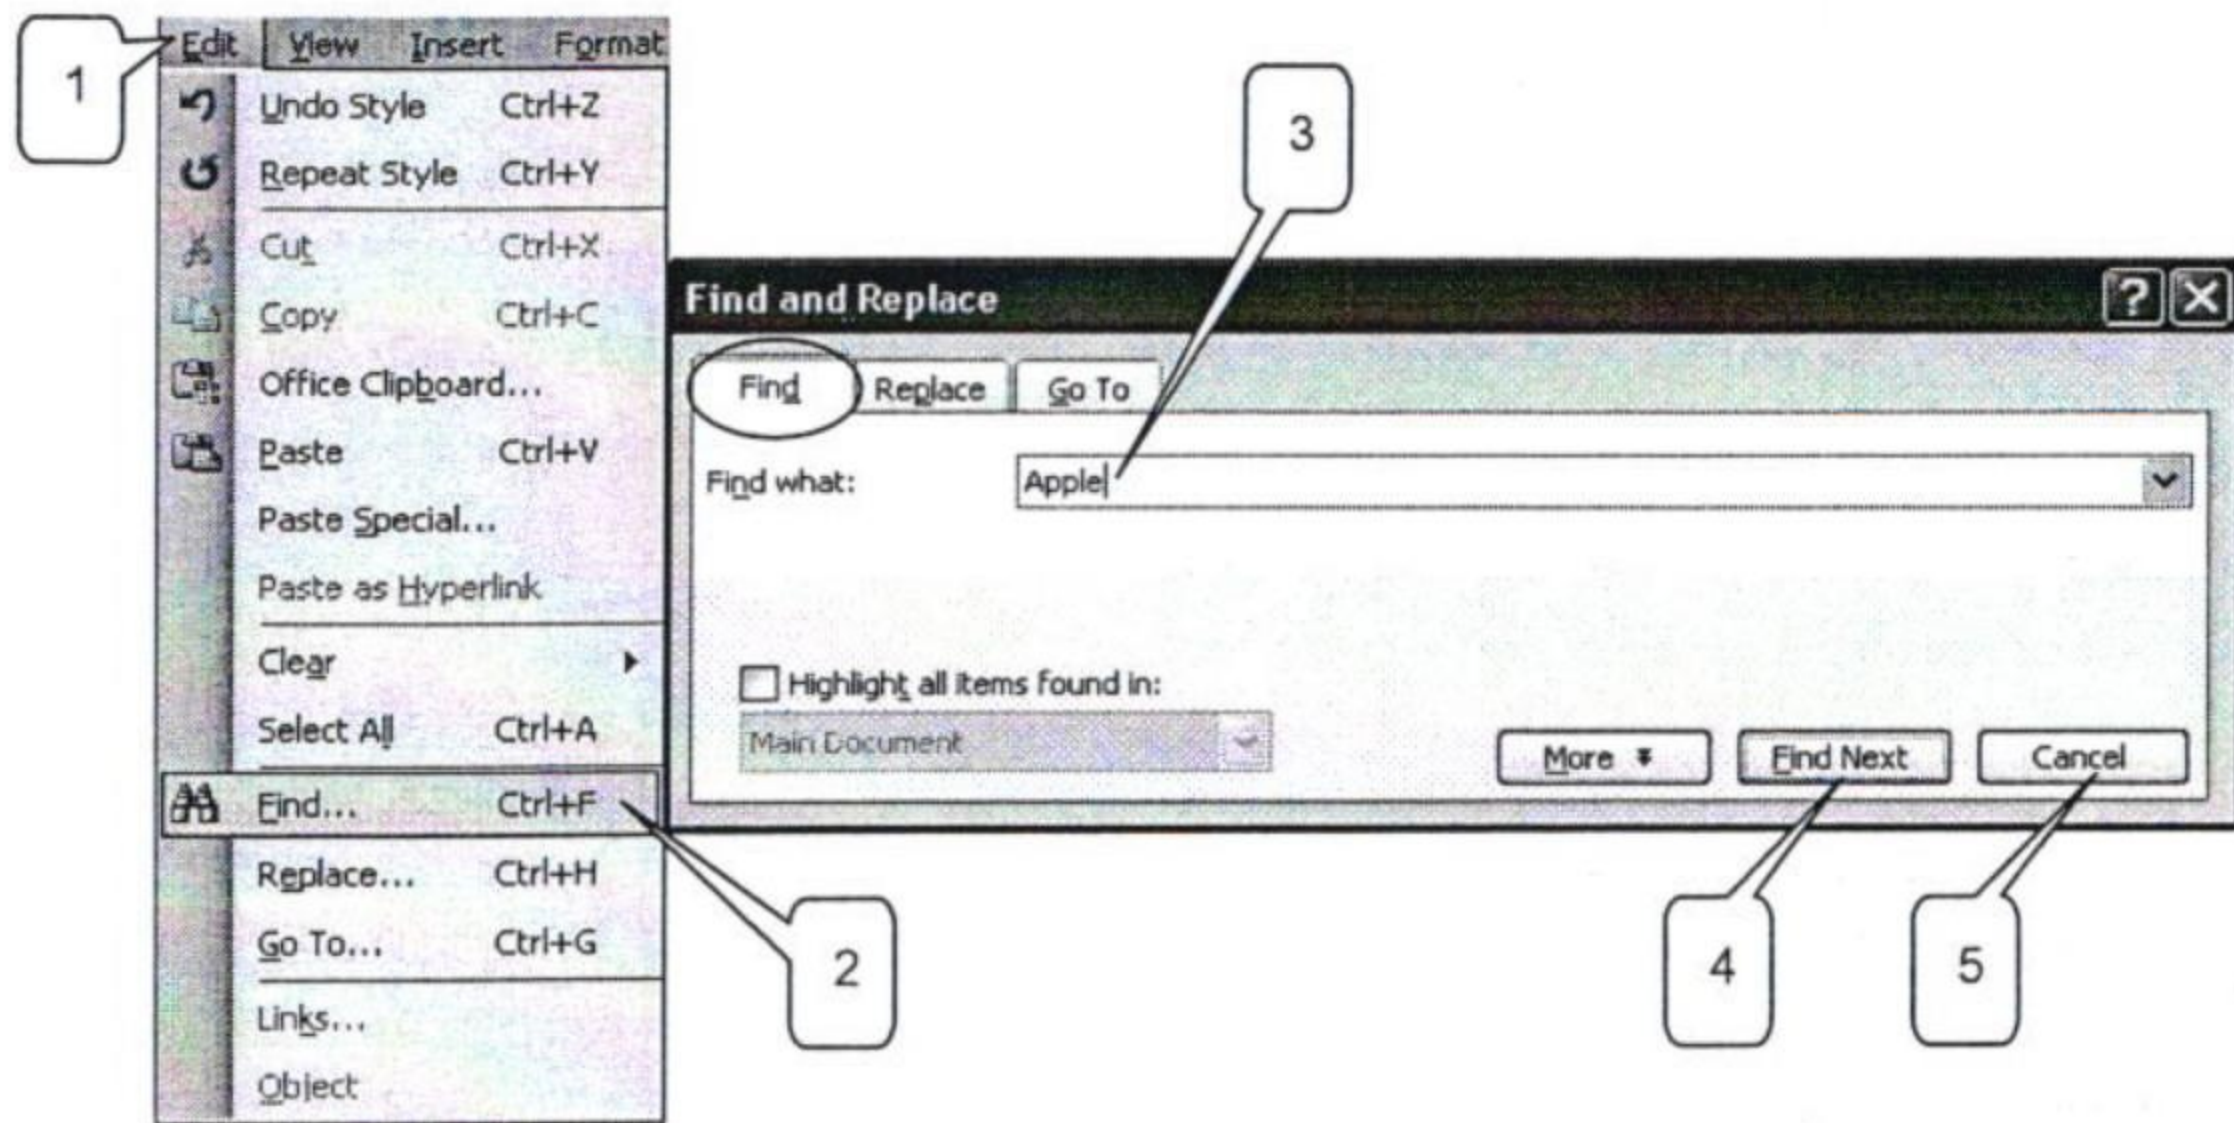 1
Edit View Insert Format
Undo Style Ctrl+Z
Repeat Style Ctrl+Y
Cut Ctrl+X
Copy Ctrl+C
Office Clipboard...
Paste Ctrl+V
Paste Special...
Paste as Hyperlink
Clear
Select All Ctrl+A
Find... Ctrl+F
Replace... Ctrl+H
Go To... Ctrl+G
Links...
Object
2
3
Find and Replace
Find Replace Go To
Find what: Apple
Highlight all items found in:
Main Document
More Find Next Cancel
4
5